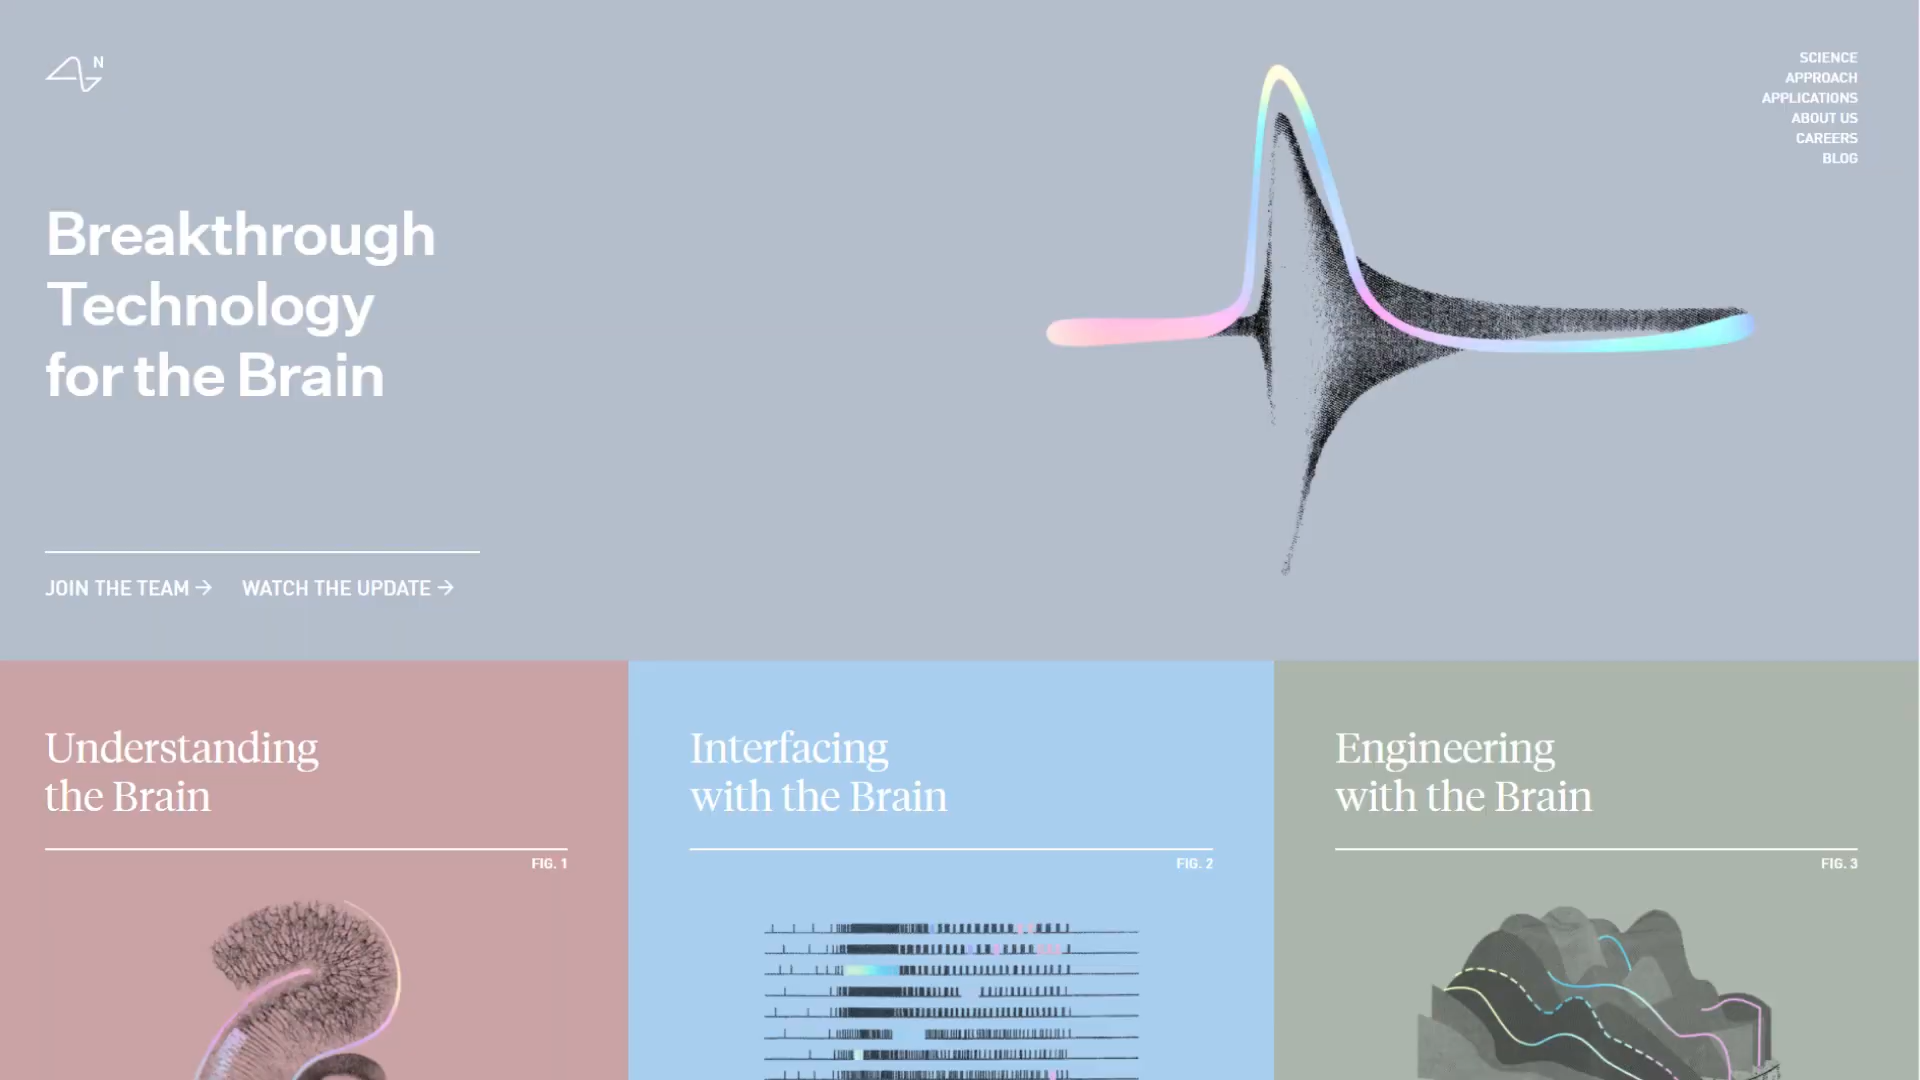 N
SCIENCE
APPROACH
APPLICATIONS
ABOUT US
CAREERS
BLOG
Breakthrough
Technology
for the Brain
JOIN THE TEAM → WATCH THE UPDATE →
Understanding
the Brain
FIG. 1
Interfacing
with the Brain
FIG. 2
Engineering
with the Brain
FIG. 3